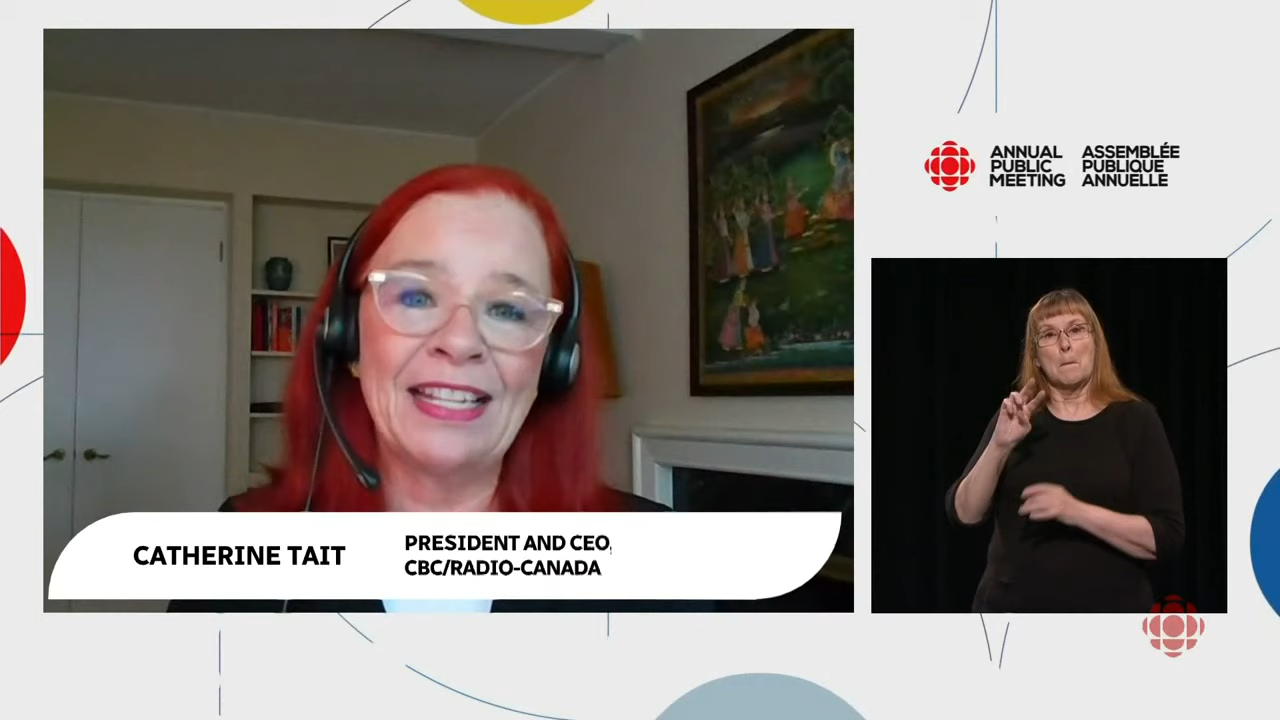 ANNUAL
PUBLIC
MEETING
ASSEMBLÉE
PUBLIQUE
ANNUELLE
CATHERINE TAIT
PRESIDENT AND CEO,
CBC/RADIO-CANADA